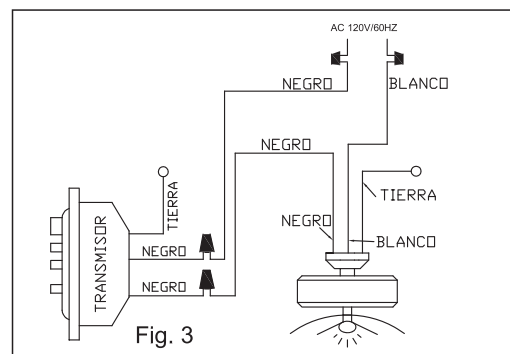 AC 120V/60HZ
NEGRO
BLANCO
NEGRO
TIERRA
TIERRA
TRANSMISOR
NEGRO
BLANCO
NEGRO
NEGRO
Fig. 3